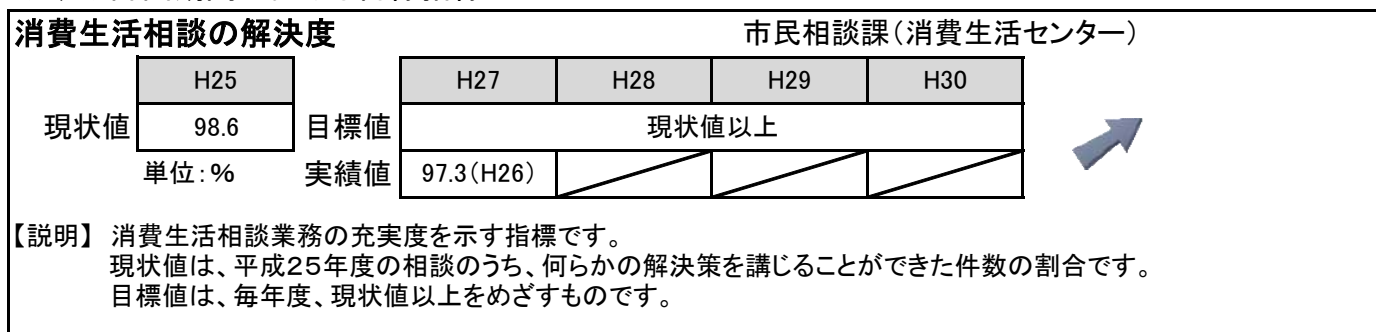 消費生活相談の解決度 市民相談課(消費生活センター)
H25 H27 H28 H29 H30
現状値 98.6 目標値 現状値以上
単位:% 実績値 97.3(H26)
【説明】 消費生活相談業務の充実度を示す指標です。
現状値は、平成25年度の相談のうち、何らかの解決策を講じることができた件数の割合です。
目標値は、毎年度、現状値以上をめざすものです。